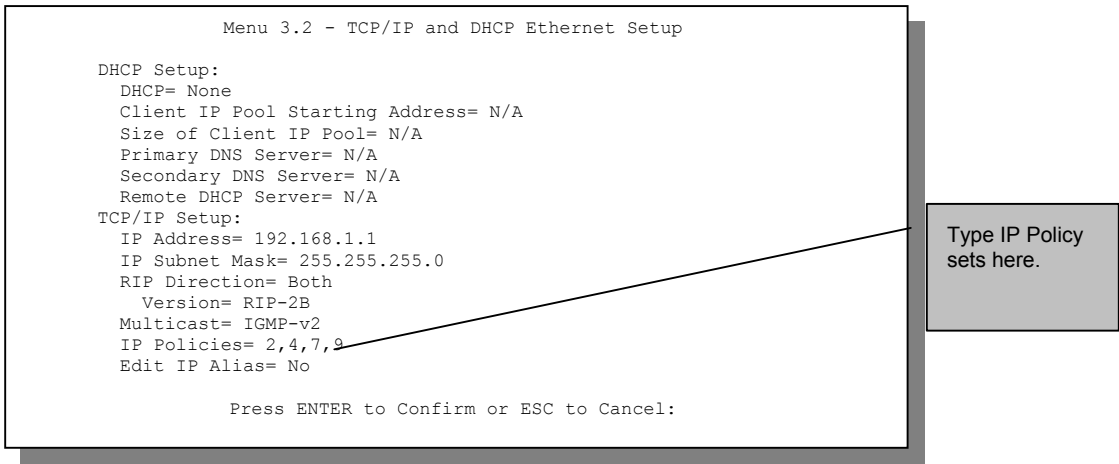 Menu 3.2 - TCP/IP and DHCP Ethernet Setup
DHCP Setup:
DHCP= None
Client IP Pool Starting Address= N/A
Size of Client IP Pool= N/A
Primary DNS Server= N/A
Secondary DNS Server= N/A
Remote DHCP Server= N/A
TCP/IP Setup:
IP Address= 192.168.1.1
IP Subnet Mask= 255.255.255.0
RIP Direction= Both
Version= RIP-2B
Multicast= IGMP-v2
IP Policies= 2,4,7,9
Edit IP Alias= No
Press ENTER to Confirm or ESC to Cancel:
Type IP Policy
sets here.